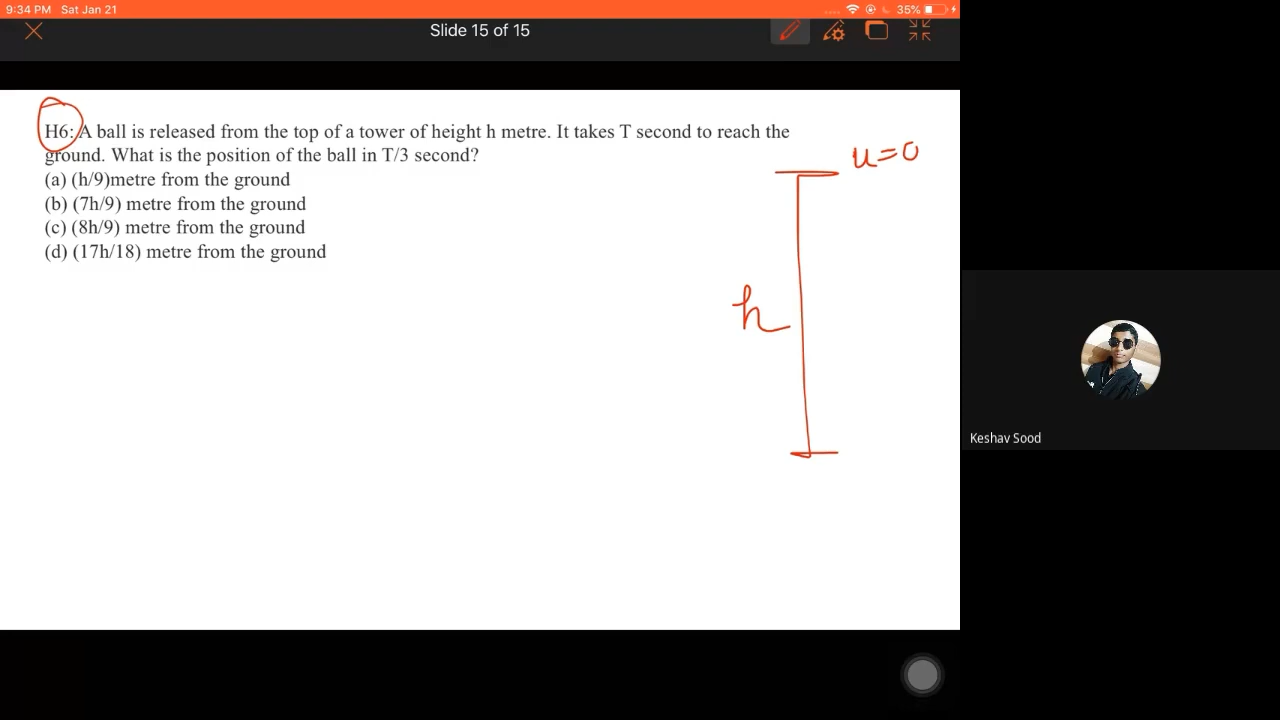 9:34 PM Sat Jan 21
35%
Slide 15 of 15
H6: A ball is released from the top of a tower of height h metre. It takes T second to reach the
ground. What is the position of the ball in T/3 second?
(a) (h/9)metre from the ground
(b) (7h/9) metre from the ground
(c) (8h/9) metre from the ground
(d) (17h/18) metre from the ground
u=0
h
Keshav Sood